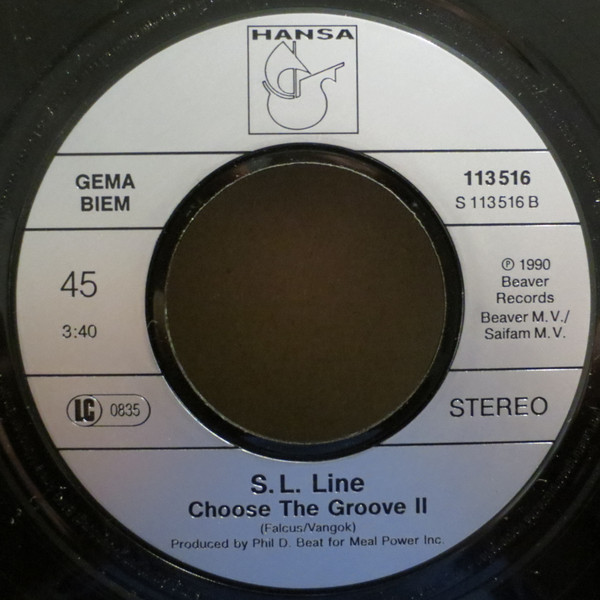 HANSA
GEMA
BIEM
113 516
S 113 516 B
45
3:40
℗ 1990
Beaver
Records
Beaver M.V./
Saifam M.V.
LC 0835
STEREO
S.L. Line
Choose The Groove II
(Falcus/Vangok)
Produced by Phil D. Beat for Meal Power Inc.